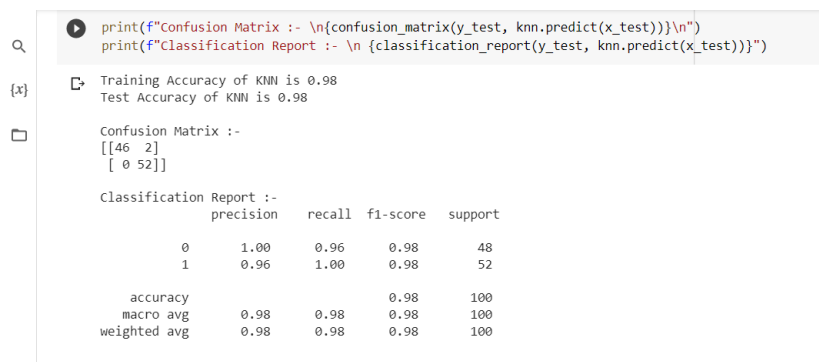 print(f"Confusion Matrix :- \n{confusion_matrix(y_test, knn.predict(x_test))}\n")
print(f"Classification Report :- \n {classification_report(y_test, knn.predict(x_test))}")
{x}
Training Accuracy of KNN is 0.98
Test Accuracy of KNN is 0.98
Confusion Matrix :-
[[46  2]
 [ 0 52]]
Classification Report :-
              precision    recall  f1-score   support
           0       1.00      0.96      0.98        48
           1       0.96      1.00      0.98        52
    accuracy                           0.98       100
   macro avg       0.98      0.98      0.98       100
weighted avg       0.98      0.98      0.98       100